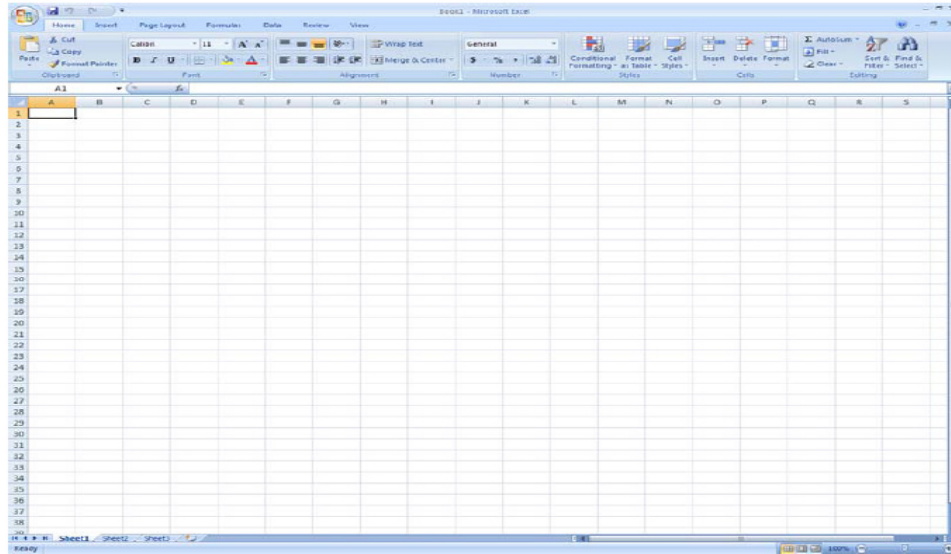 Book1 - Microsoft Excel
Home Insert Page Layout Formulas Data Review View
Cut
Copy
Format Painter
Paste
Clipboard
Calibri 11
B I U
Font
Wrap Text
Merge & Center
Alignment
General
$ % ,
Number
Conditional Formatting
Format as Table
Cell Styles
Styles
Insert Delete Format
Cells
Σ AutoSum
Fill
Clear
Sort & Filter
Find & Select
Editing
A1 fx
A B C D E F G H I J K L M N O P Q R S
1
2
3
4
5
6
7
8
9
10
11
12
13
14
15
16
17
18
19
20
21
22
23
24
25
26
27
28
29
30
31
32
33
34
35
36
37
38
Sheet1 Sheet2 Sheet3
Ready 100%